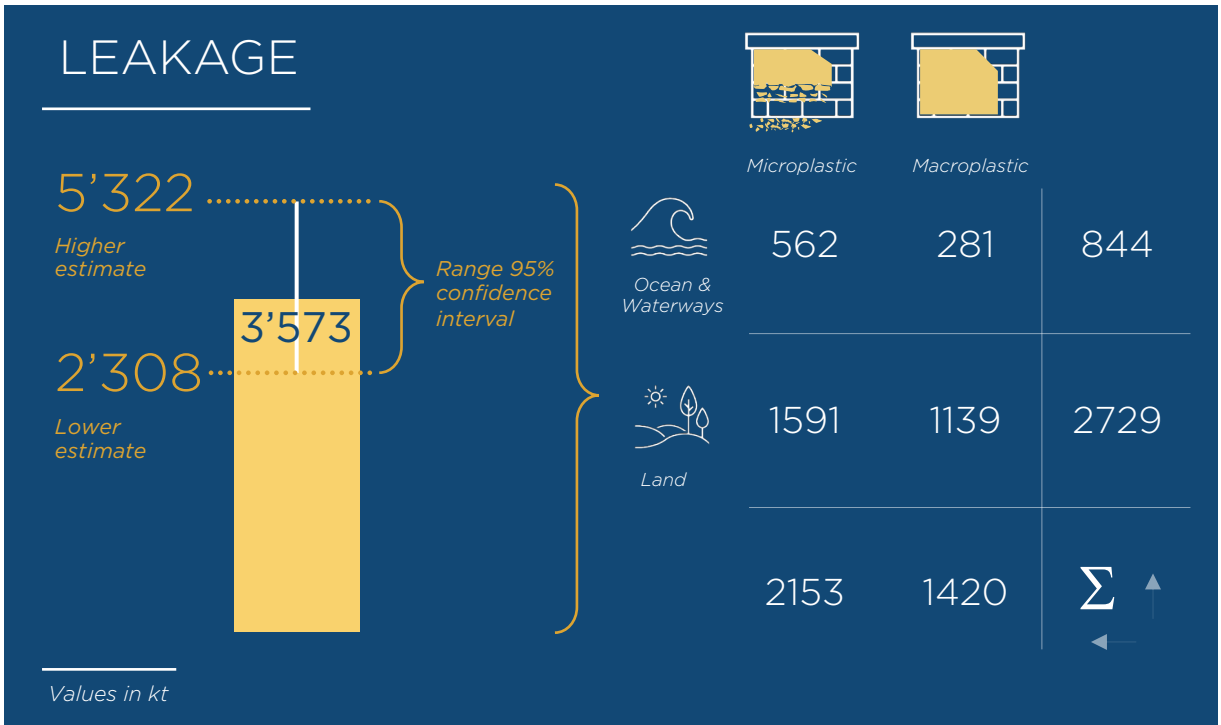 LEAKAGE
5’322
Higher
estimate
3’573
2’308
Lower
estimate
Range 95%
confidence
interval
Microplastic Macroplastic
Ocean &
Waterways
562 281 844
Land
1591 1139 2729
2153 1420 Σ
Values in kt